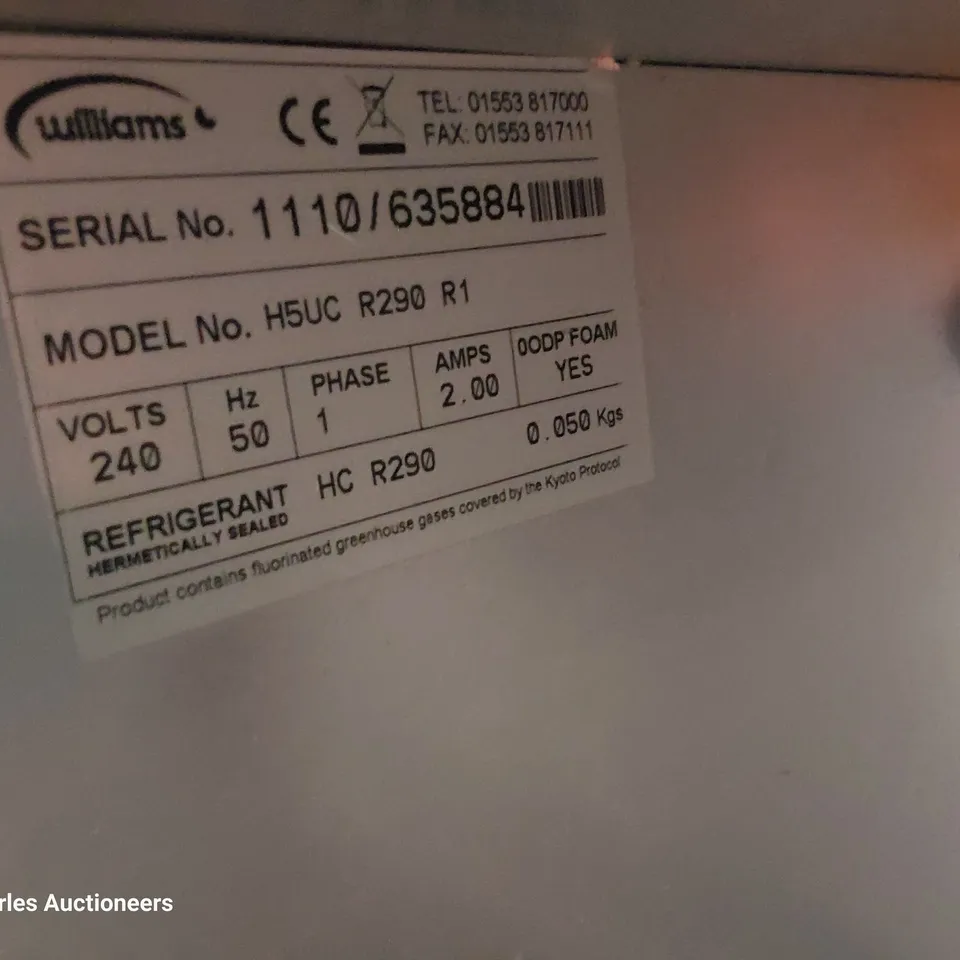 williams
CE
TEL: 01553 817000
FAX: 01553 817111
SERIAL No. 1110/635884
MODEL No. H5UC R290 R1
VOLTS
240
Hz
50
PHASE
1
AMPS
2.00
0ODP FOAM
YES
REFRIGERANT HC R290 0.050 Kgs
HERMETICALLY SEALED
Product contains fluorinated greenhouse gases covered by the Kyoto Protocol
rles Auctioneers